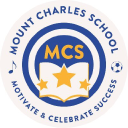 MOUNT CHARLES SCHOOL
MCS
MOTIVATE & CELEBRATE SUCCESS